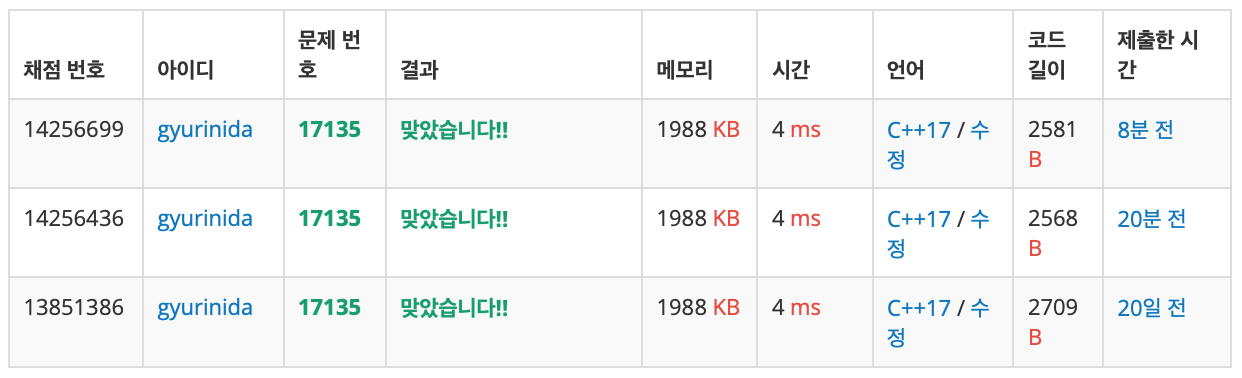 채점 번호 아이디 문제 번호 결과 메모리 시간 언어 코드 길이 제출한 시간
14256699 gyurinida 17135 맞았습니다!! 1988 KB 4 ms C++17 / 수정 2581 B 8분 전
14256436 gyurinida 17135 맞았습니다!! 1988 KB 4 ms C++17 / 수정 2568 B 20분 전
13851386 gyurinida 17135 맞았습니다!! 1988 KB 4 ms C++17 / 수정 2709 B 20일 전